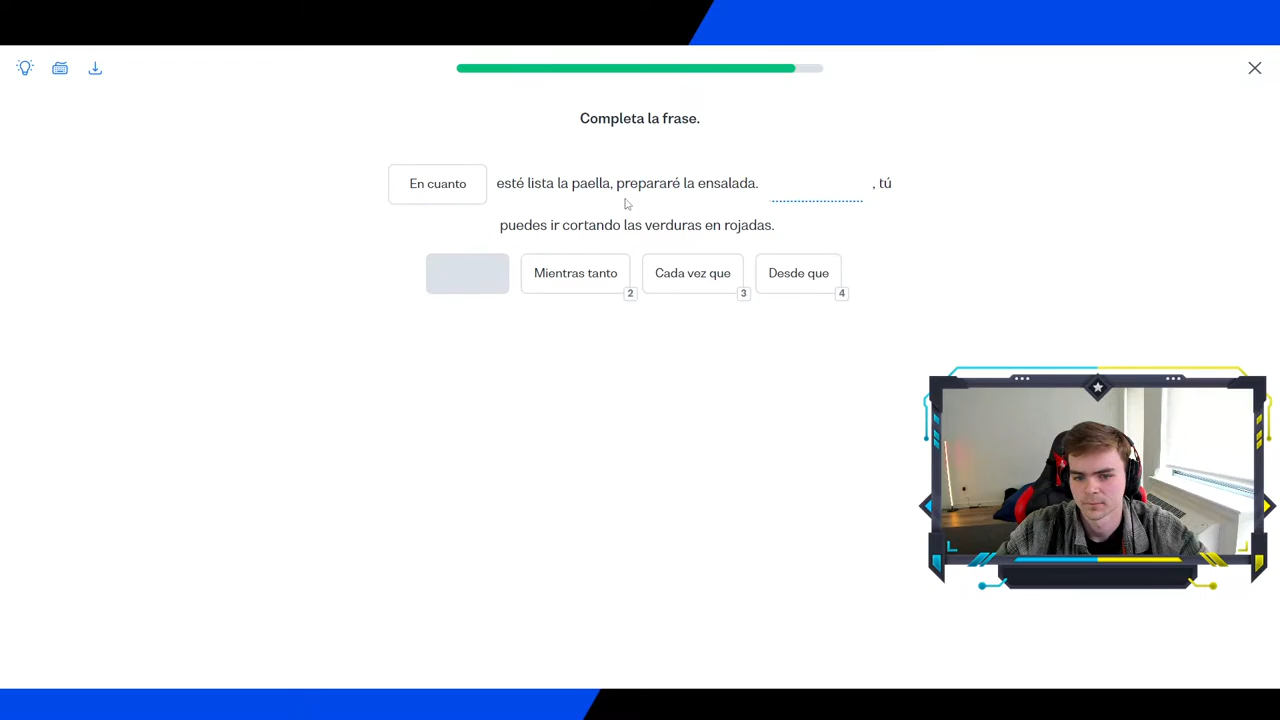 Completa la frase.
En cuanto esté lista la paella, prepararé la ensalada. , tú
puedes ir cortando las verduras en rojadas.
Mientras tanto Cada vez que Desde que
2 3 4